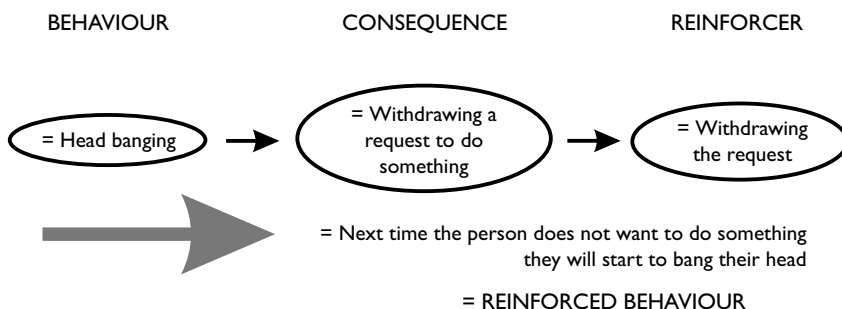 BEHAVIOUR CONSEQUENCE REINFORCER
= Head banging
= Withdrawing a
request to do
something
= Withdrawing
the request
= Next time the person does not want to do something
they will start to bang their head
= REINFORCED BEHAVIOUR